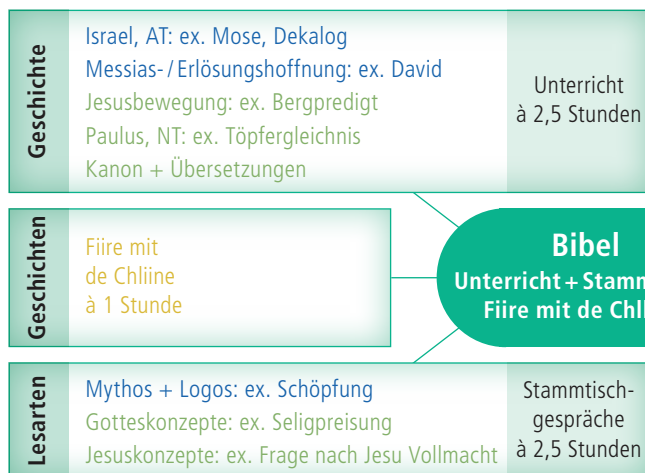 Geschichte
Israel, AT: ex. Mose, Dekalog
Messias- / Erlösungshoffnung: ex. David
Jesusbewegung: ex. Bergpredigt
Paulus, NT: ex. Töpfergleichnis
Kanon + Übersetzungen
Unterricht
à 2,5 Stunden
Geschichten
Fiire mit
de Chliine
à 1 Stunde
Bibel
Unterricht + Stamm
Fiire mit de
Lesarten
Mythos + Logos: ex. Schöpfung
Gotteskonzepte: ex. Seligpreisung
Jesuskonzepte: ex. Frage nach Jesu Vollmacht
Stammtisch-
gespräche
à 2,5 Stunden